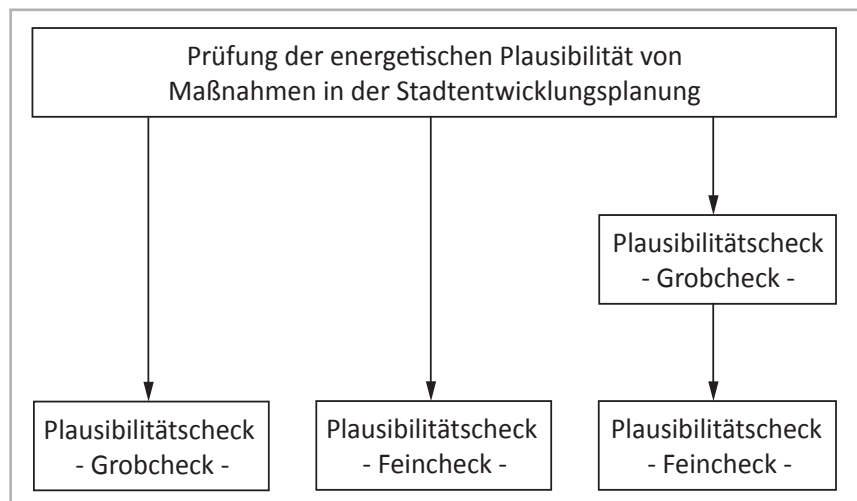 Prüfung der energetischen Plausibilität von
Maßnahmen in der Stadtentwicklungsplanung
Plausibilitätscheck
- Grobcheck -
Plausibilitätscheck
- Grobcheck -
Plausibilitätscheck
- Feincheck -
Plausibilitätscheck
- Feincheck -